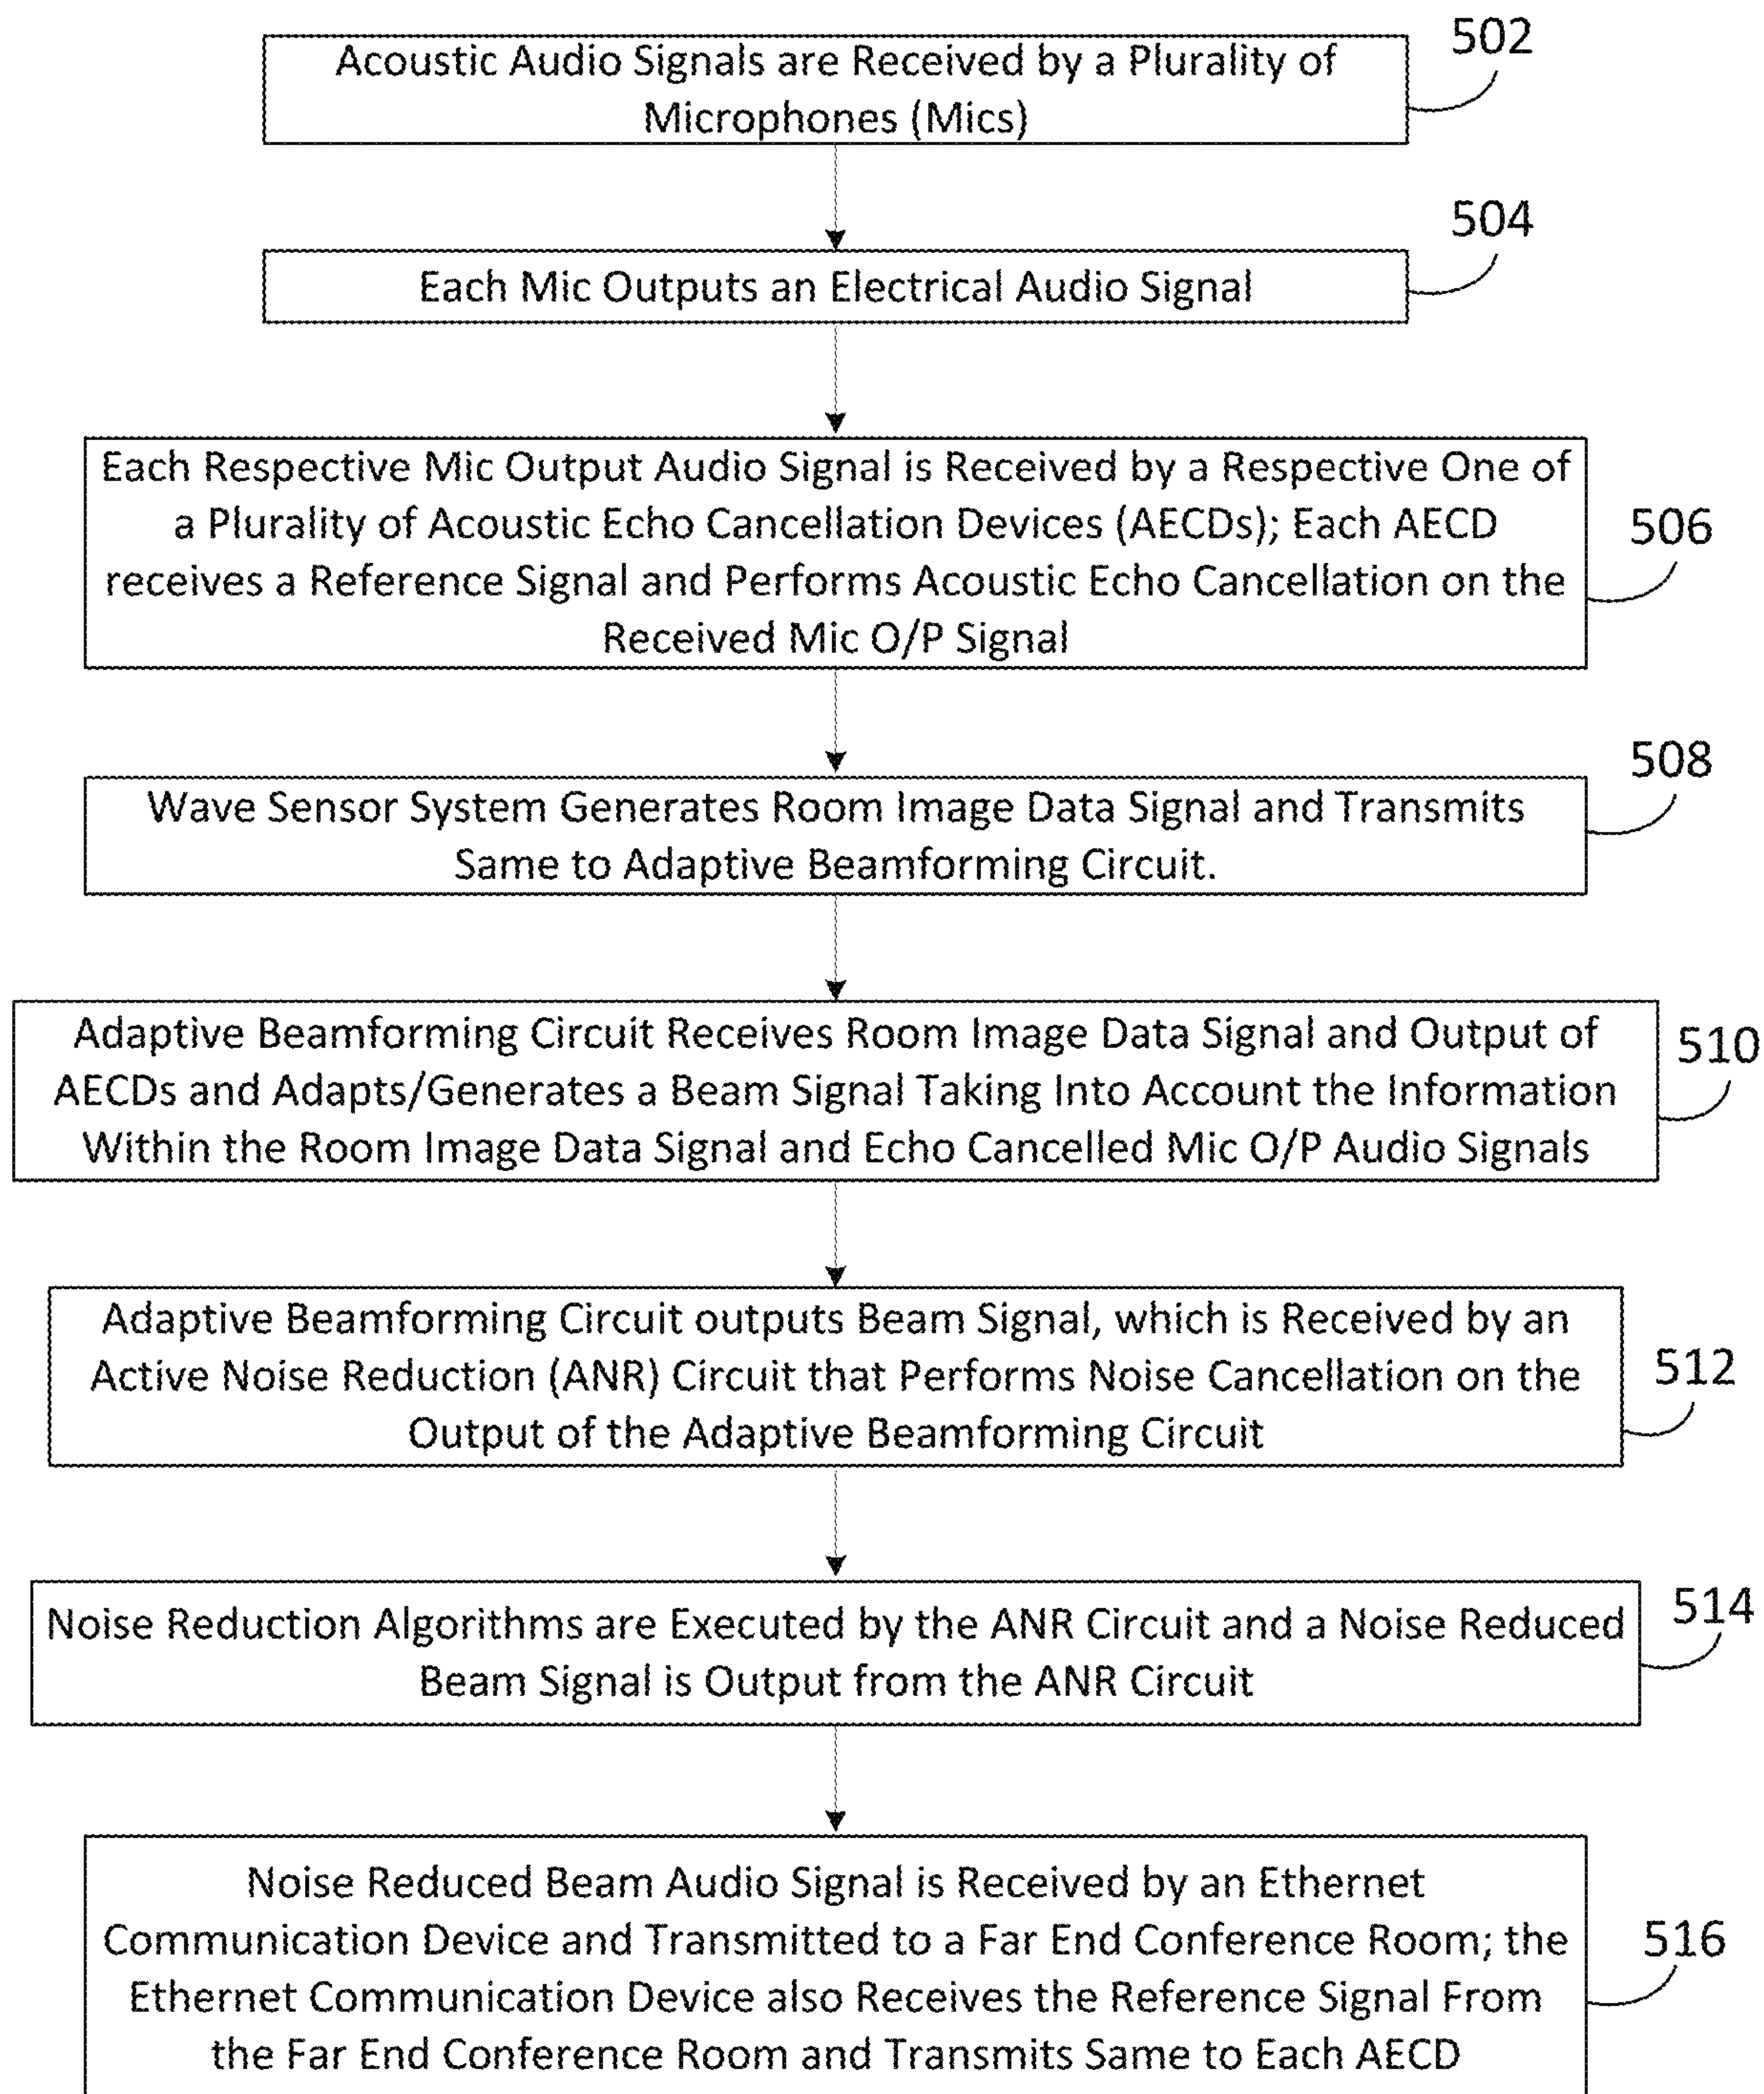 Acoustic Audio Signals are Received by a Plurality of
Microphones (Mics)
502
Each Mic Outputs an Electrical Audio Signal
504
Each Respective Mic Output Audio Signal is Received by a Respective One of
a Plurality of Acoustic Echo Cancellation Devices (AECDs); Each AECD
receives a Reference Signal and Performs Acoustic Echo Cancellation on the
Received Mic O/P Signal
506
Wave Sensor System Generates Room Image Data Signal and Transmits
Same to Adaptive Beamforming Circuit.
508
Adaptive Beamforming Circuit Receives Room Image Data Signal and Output of
AECDs and Adapts/Generates a Beam Signal Taking Into Account the Information
Within the Room Image Data Signal and Echo Cancelled Mic O/P Audio Signals
510
Adaptive Beamforming Circuit outputs Beam Signal, which is Received by an
Active Noise Reduction (ANR) Circuit that Performs Noise Cancellation on the
Output of the Adaptive Beamforming Circuit
512
Noise Reduction Algorithms are Executed by the ANR Circuit and a Noise Reduced
Beam Signal is Output from the ANR Circuit
514
Noise Reduced Beam Audio Signal is Received by an Ethernet
Communication Device and Transmitted to a Far End Conference Room; the
Ethernet Communication Device also Receives the Reference Signal From
the Far End Conference Room and Transmits Same to Each AECD
516